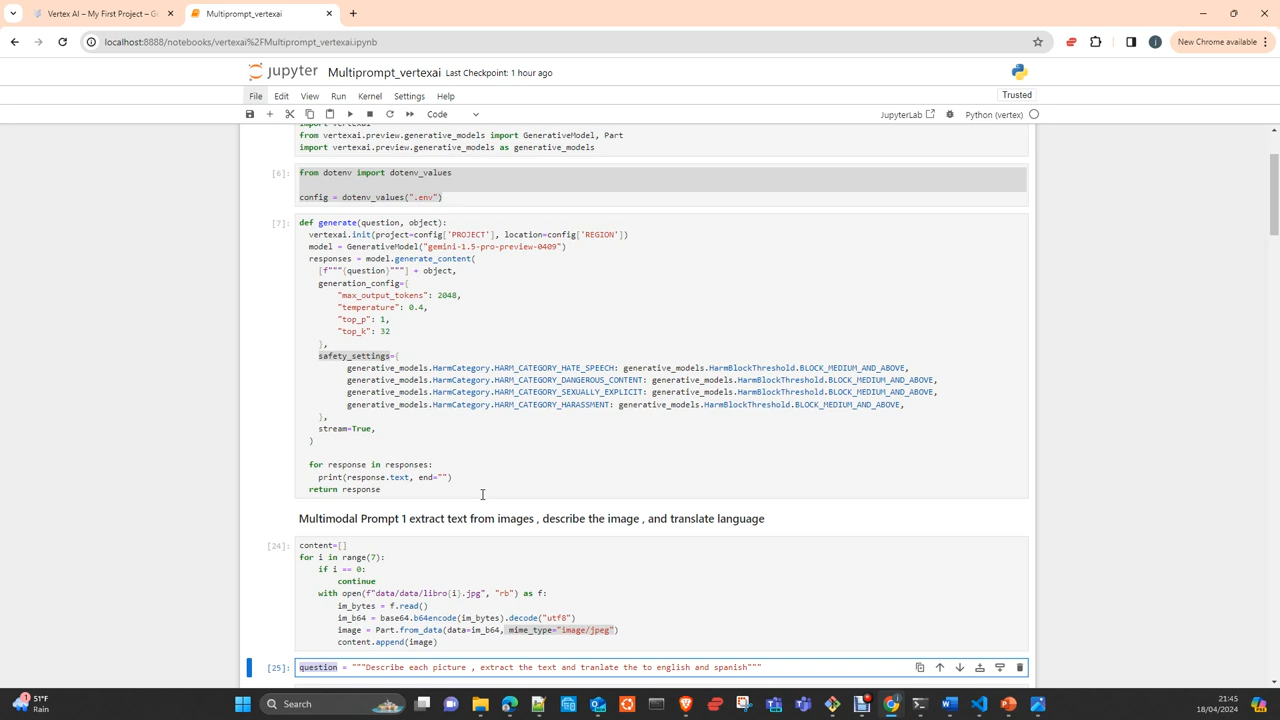 Vertex AI – My First Project – G
Multiprompt_vertexai
localhost:8888/notebooks/vertexai%2FMultiprompt_vertexai.ipynb
New Chrome available
jupyter Multiprompt_vertexai Last Checkpoint: 1 hour ago
File Edit View Run Kernel Settings Help
Trusted
Code
JupyterLab
Python (vertex)
import vertexai
from vertexai.preview.generative_models import GenerativeModel, Part
import vertexai.preview.generative_models as generative_models
[6]: from dotenv import dotenv_values
config = dotenv_values(".env")
[7]: def generate(question, object):
vertexai.init(project=config['PROJECT'], location=config['REGION'])
model = GenerativeModel("gemini-1.5-pro-preview-0409")
responses = model.generate_content(
[f"""{question}"""] + object,
generation_config={
"max_output_tokens": 2048,
"temperature": 0.4,
"top_p": 1,
"top_k": 32
},
safety_settings={
generative_models.HarmCategory.HARM_CATEGORY_HATE_SPEECH: generative_models.HarmBlockThreshold.BLOCK_MEDIUM_AND_ABOVE,
generative_models.HarmCategory.HARM_CATEGORY_DANGEROUS_CONTENT: generative_models.HarmBlockThreshold.BLOCK_MEDIUM_AND_ABOVE,
generative_models.HarmCategory.HARM_CATEGORY_SEXUALLY_EXPLICIT: generative_models.HarmBlockThreshold.BLOCK_MEDIUM_AND_ABOVE,
generative_models.HarmCategory.HARM_CATEGORY_HARASSMENT: generative_models.HarmBlockThreshold.BLOCK_MEDIUM_AND_ABOVE,
},
stream=True,
)
for response in responses:
print(response.text, end="")
return response
Multimodal Prompt 1 extract text from images , describe the image , and translate language
[24]: content=[]
for i in range(7):
if i == 0:
continue
with open(f"data/data/libro{i}.jpg", "rb") as f:
im_bytes = f.read()
im_b64 = base64.b64encode(im_bytes).decode("utf8")
image = Part.from_data(data=im_b64, mime_type="image/jpeg")
content.append(image)
[25]: question = """Describe each picture , extract the text and tranlate the to english and spanish"""
51°F
Rain
Search
21:45
18/04/2024